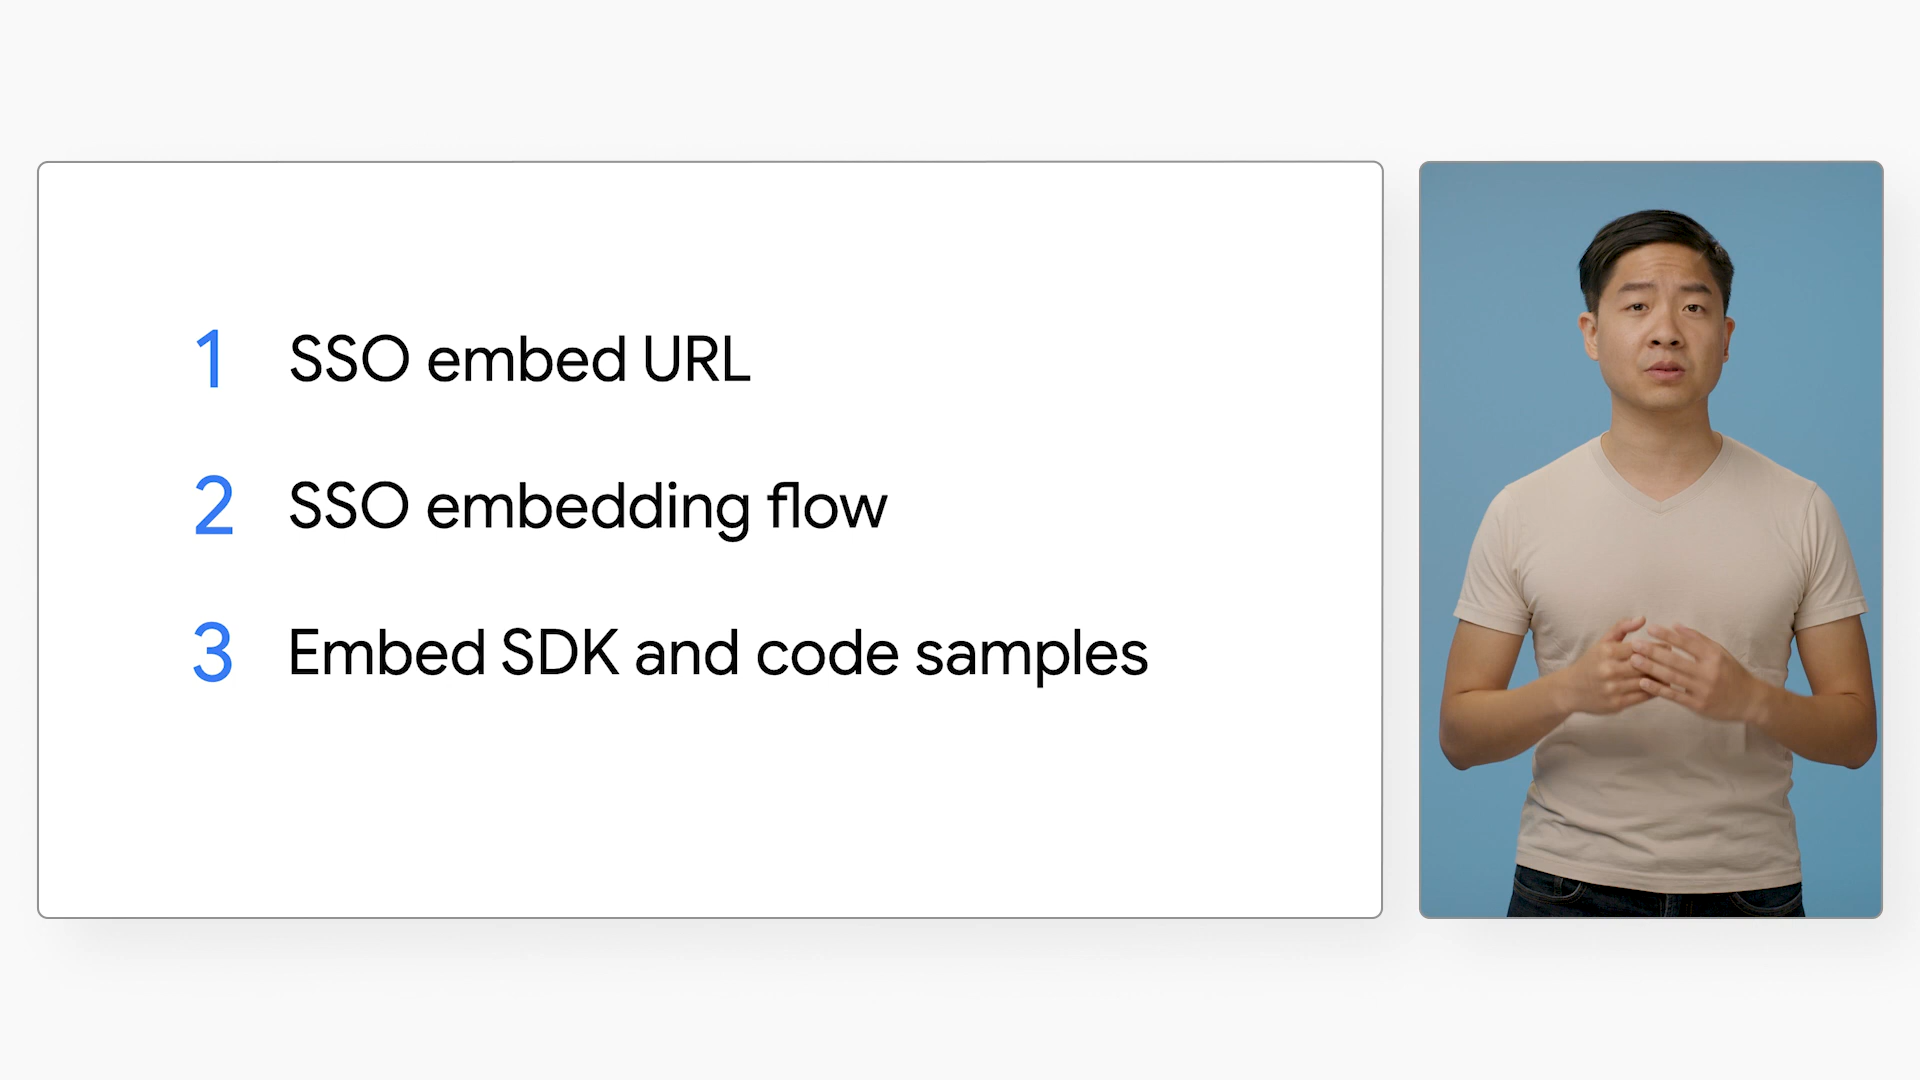 1 SSO embed URL
2 SSO embedding flow
3 Embed SDK and code samples